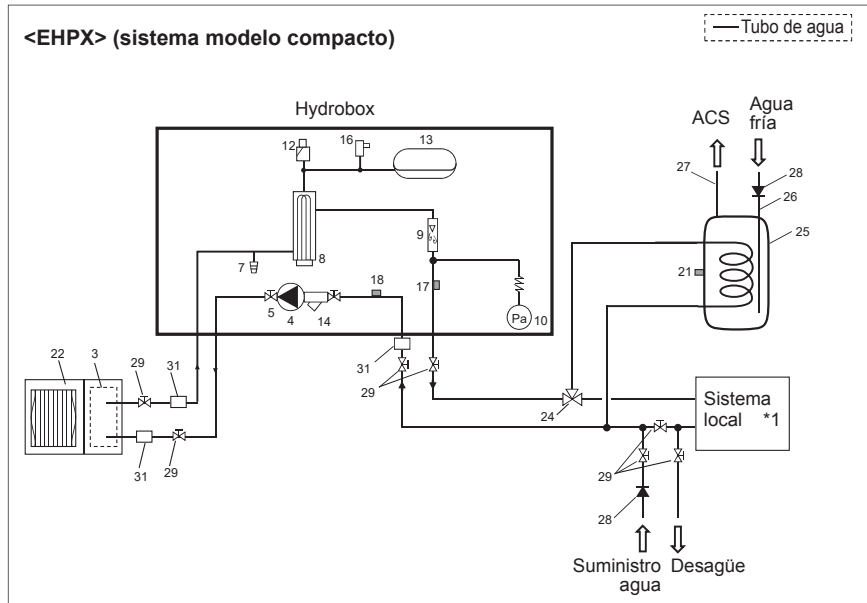 <EHPX> (sistema modelo compacto)
Tubo de agua
Hydrobox
ACS
Agua
fría
12
16
13
27
28
26
25
9
7
8
21
18
17
5
4
14
Pa
10
22
3
29
31
31
29
24
Sistema
local *1
31
29
29
28
Suministro
agua
Desagüe